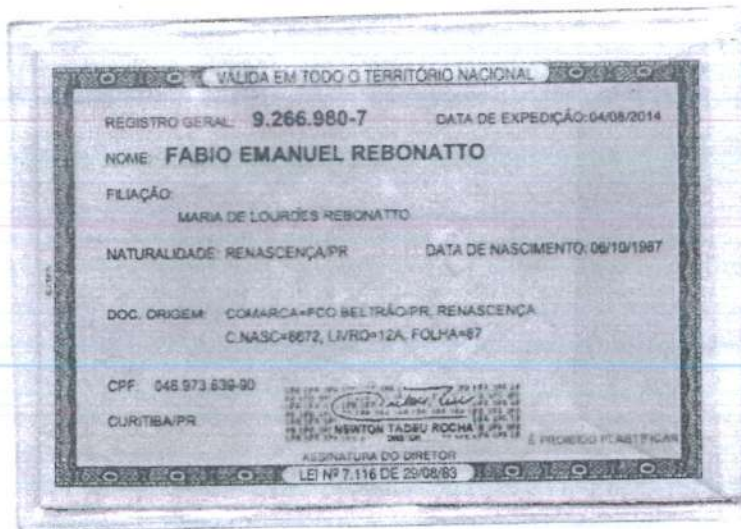 VÁLIDA EM TODO O TERRITÓRIO NACIONAL
REGISTRO GERAL: 9.266.980-7 DATA DE EXPEDIÇÃO: 04/08/2014
NOME: FABIO EMANUEL REBONATTO
FILIAÇÃO:
MARIA DE LOURDES REBONATTO
NATURALIDADE: RENASCENÇA/PR DATA DE NASCIMENTO: 06/10/1987
DOC. ORIGEM: COMARCA=FCO BELTRÃO/PR, RENASCENÇA
C.NASC=6672, LIVRO=12A, FOLHA=87
CPF: 046.973.639-90
CURITIBA/PR
NEWTON TADEU ROCHA
DIRETOR
É PROIBIDO PLASTIFICAR
ASSINATURA DO DIRETOR
LEI Nº 7.116 DE 29/08/83